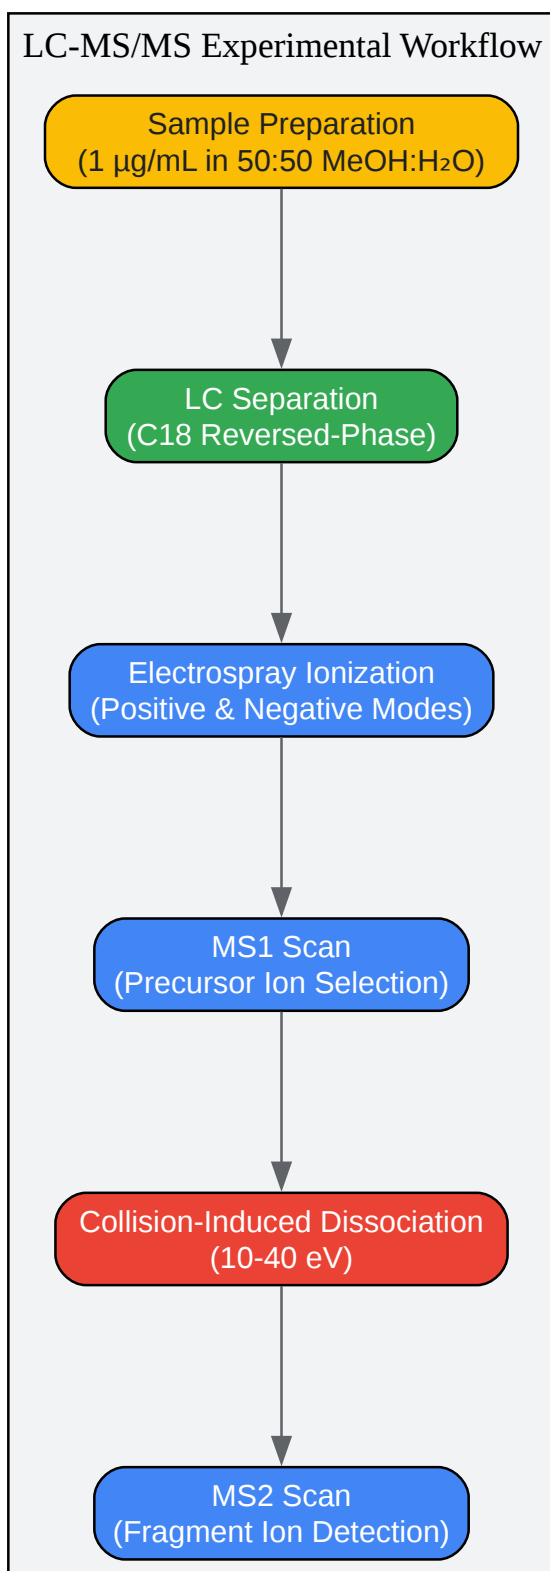 LC-MS/MS Experimental Workflow
Sample Preparation
(1 µg/mL in 50:50 MeOH:H₂O)
LC Separation
(C18 Reversed-Phase)
Electrospray Ionization
(Positive & Negative Modes)
MS1 Scan
(Precursor Ion Selection)
Collision-Induced Dissociation
(10-40 eV)
MS2 Scan
(Fragment Ion Detection)